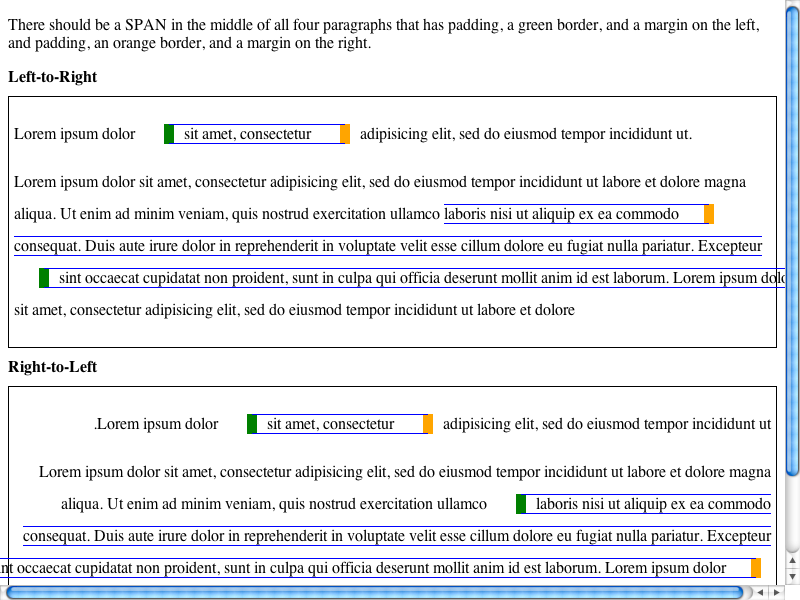 There should be a SPAN in the middle of all four paragraphs that has padding, a green border, and a margin on the left,
and padding, an orange border, and a margin on the right.
Left-to-Right
Lorem ipsum dolor sit amet, consectetur adipisicing elit, sed do eiusmod tempor incididunt ut.
Lorem ipsum dolor sit amet, consectetur adipisicing elit, sed do eiusmod tempor incididunt ut labore et dolore magna
aliqua. Ut enim ad minim veniam, quis nostrud exercitation ullamco laboris nisi ut aliquip ex ea commodo
consequat. Duis aute irure dolor in reprehenderit in voluptate velit esse cillum dolore eu fugiat nulla pariatur. Excepteur
sint occaecat cupidatat non proident, sunt in culpa qui officia deserunt mollit anim id est laborum. Lorem ipsum
sit amet, consectetur adipisicing elit, sed do eiusmod tempor incididunt ut labore et dolore
Right-to-Left
.Lorem ipsum dolor sit amet, consectetur adipisicing elit, sed do eiusmod tempor incididunt ut
Lorem ipsum dolor sit amet, consectetur adipisicing elit, sed do eiusmod tempor incididunt ut labore et dolore magna
aliqua. Ut enim ad minim veniam, quis nostrud exercitation ullamco laboris nisi ut aliquip ex ea commodo
consequat. Duis aute irure dolor in reprehenderit in voluptate velit esse cillum dolore eu fugiat nulla pariatur. Excepteur
occaecat cupidatat non proident, sunt in culpa qui officia deserunt mollit anim id est laborum. Lorem ipsum dolor